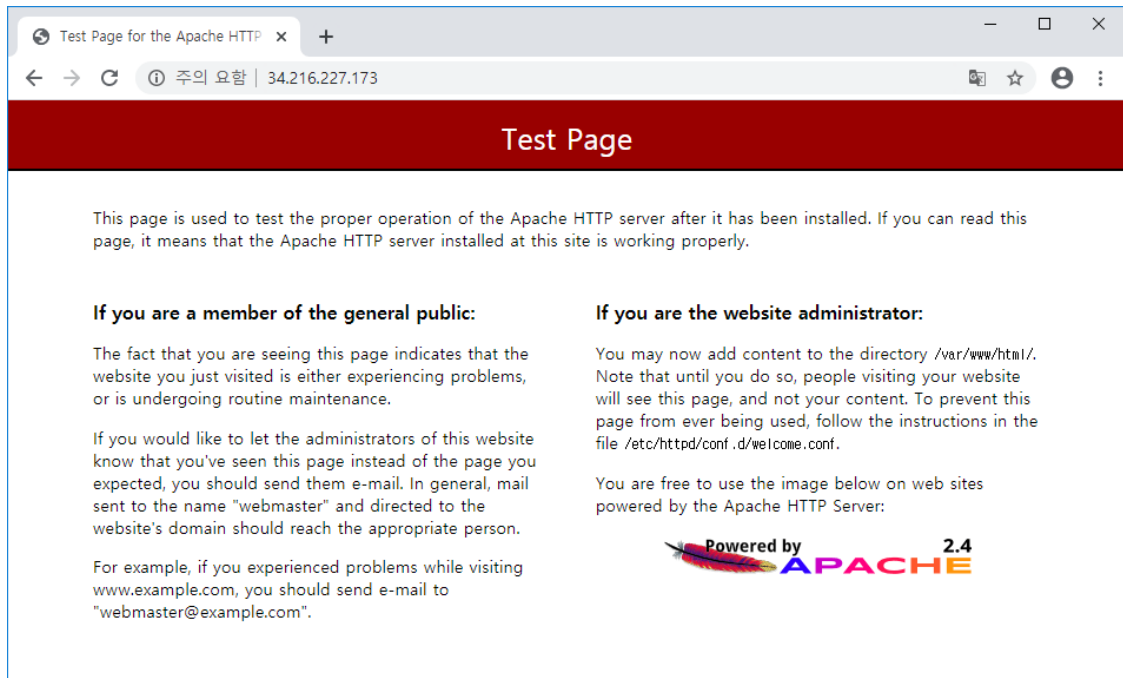 Test Page for the Apache HTTP
주의 요함 | 34.216.227.173
Test Page
This page is used to test the proper operation of the Apache HTTP server after it has been installed. If you can read this
page, it means that the Apache HTTP server installed at this site is working properly.
If you are a member of the general public:
The fact that you are seeing this page indicates that the
website you just visited is either experiencing problems,
or is undergoing routine maintenance.
If you would like to let the administrators of this website
know that you've seen this page instead of the page you
expected, you should send them e-mail. In general, mail
sent to the name "webmaster" and directed to the
website's domain should reach the appropriate person.
For example, if you experienced problems while visiting
www.example.com, you should send e-mail to
"webmaster@example.com".
If you are the website administrator:
You may now add content to the directory /var/www/html/.
Note that until you do so, people visiting your website
will see this page, and not your content. To prevent this
page from ever being used, follow the instructions in the
file /etc/httpd/conf.d/welcome.conf.
You are free to use the image below on web sites
powered by the Apache HTTP Server:
Powered by 2.4
APACHE